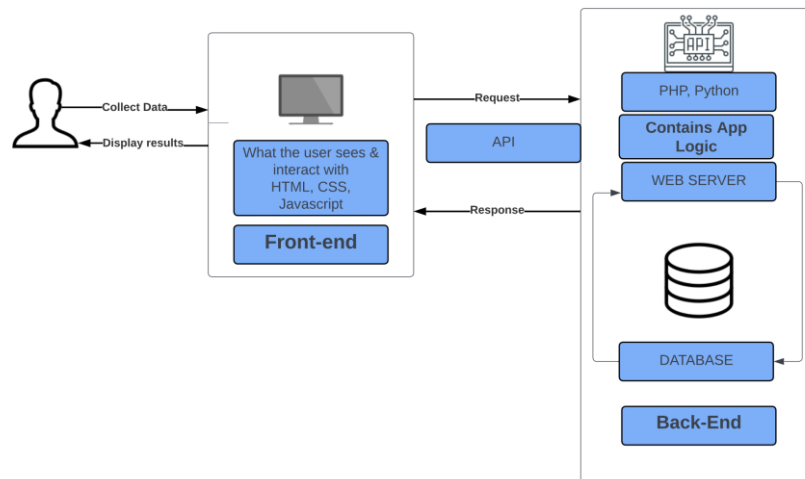 API
PHP, Python
Collect Data
Request
Contains App
Logic
Display results
What the user sees &
interact with
HTML, CSS,
Javascript
API
WEB SERVER
Response
Front-end
DATABASE
Back-End